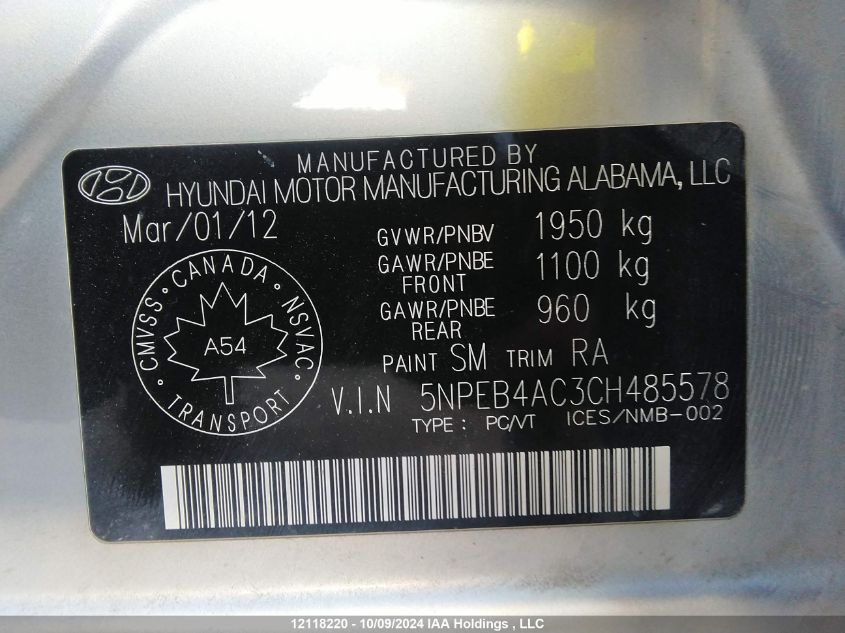 MANUFACTURED BY
HYUNDAI MOTOR MANUFACTURING ALABAMA, LLC
Mar/01/12
GVWR/PNBV 1950 kg
GAWR/PNBE FRONT 1100 kg
GAWR/PNBE REAR 960 kg
CANADA
CMVSS
NSVAC
A54
TRANSPORT
PAINT SM TRIM RA
V.I.N 5NPEB4AC3CH485578
TYPE : PC/VT ICES/NMB-002
12118220 - 10/09/2024 IAA Holdings , LLC